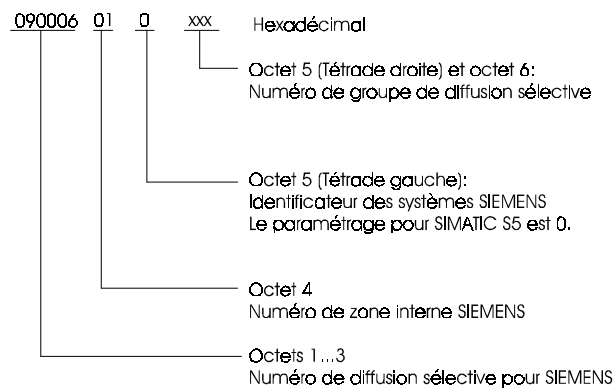 090006 01 0 xxx Hexadécimal
Octet 5 (Tétrade droite) et octet 6:
Numéro de groupe de diffusion sélective
Octet 5 (Tétrade gauche):
Identificateur des systèmes SIEMENS
Le paramétrage pour SIMATIC S5 est 0.
Octet 4
Numéro de zone interne SIEMENS
Octets 1...3
Numéro de diffusion sélective pour SIEMENS